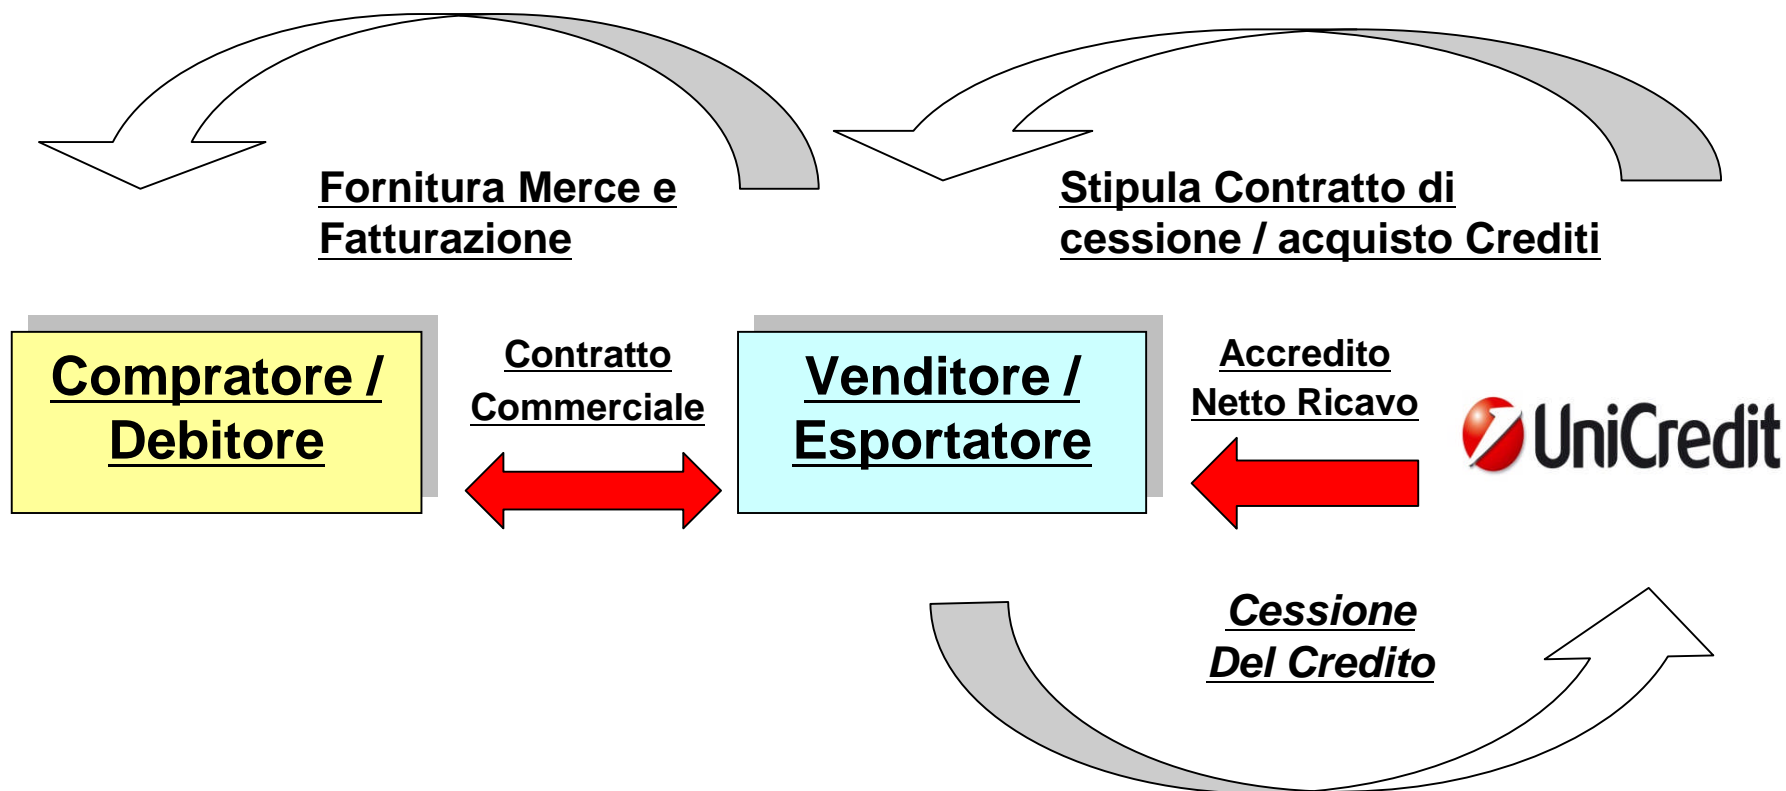 Fornitura Merce e
Fatturazione
Stipula Contratto di
cessione / acquisto Crediti
Compratore /
Debitore
Contratto
Commerciale
Venditore /
Esportatore
Accredito
Netto Ricavo
UniCredit
Cessione
Del Credito